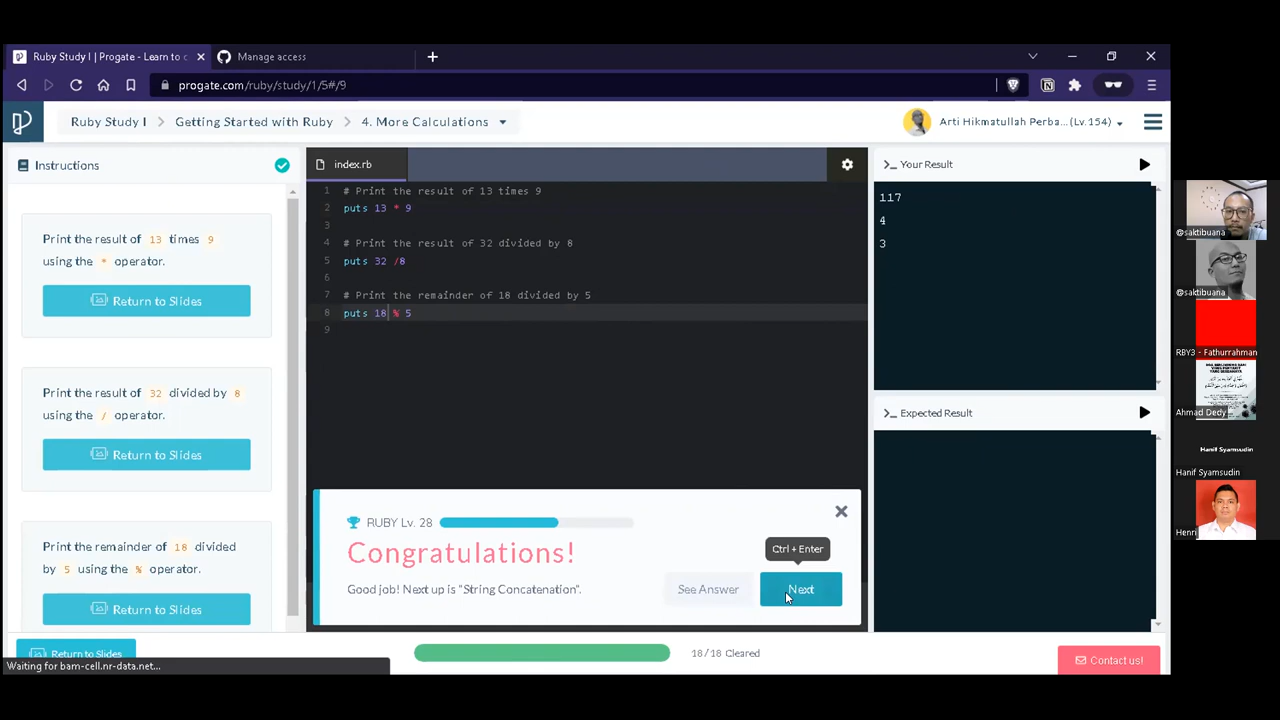 Ruby Study I | Progate - Learn to c
Manage access
progate.com/ruby/study/1/5#/9
Ruby Study I
Getting Started with Ruby
4. More Calculations
Arti Hikmatullah Perba...(Lv.154)
Instructions
Print the result of 13 times 9
using the * operator.
Return to Slides
Print the result of 32 divided by 8
using the / operator.
Return to Slides
Print the remainder of 18 divided
by 5 using the % operator.
Return to Slides
Return to Slides
Waiting for bam-cell.nr-data.net...
index.rb
1 # Print the result of 13 times 9
2 puts 13 * 9
3
4 # Print the result of 32 divided by 8
5 puts 32 /8
6
7 # Print the remainder of 18 divided by 5
8 puts 18 % 5
9
RUBY Lv. 28
Congratulations!
Good job! Next up is "String Concatenation".
See Answer
Ctrl + Enter
Next
18/18 Cleared
Your Result
117
4
3
Expected Result
Contact us!
@saktibuana
@saktibuana
RBY3 - Fathurrahman
Ahmad Dedy
Hanif Syamsudin
Hanif Syamsudin
Henri